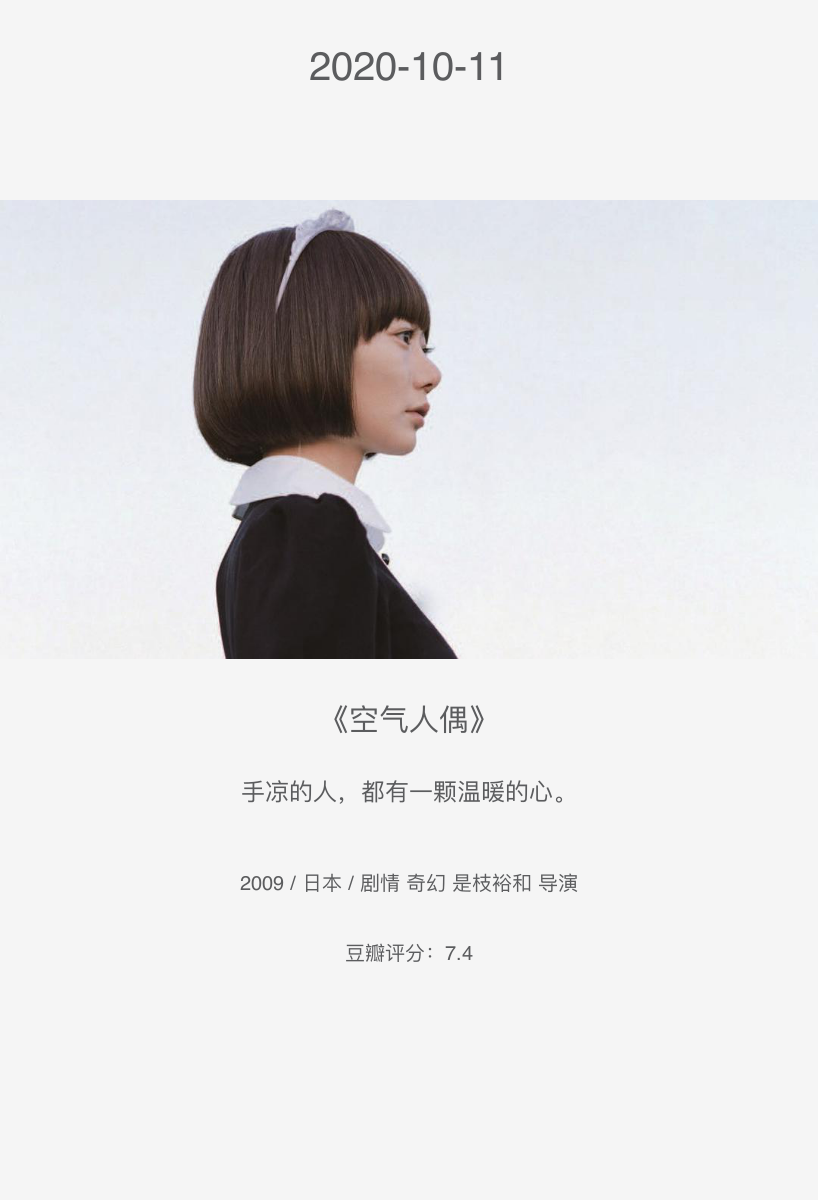 2020-10-11
《空气人偶》
手凉的人，都有一颗温暖的心。
2009 / 日本 / 剧情 奇幻 是枝裕和 导演
豆瓣评分：7.4